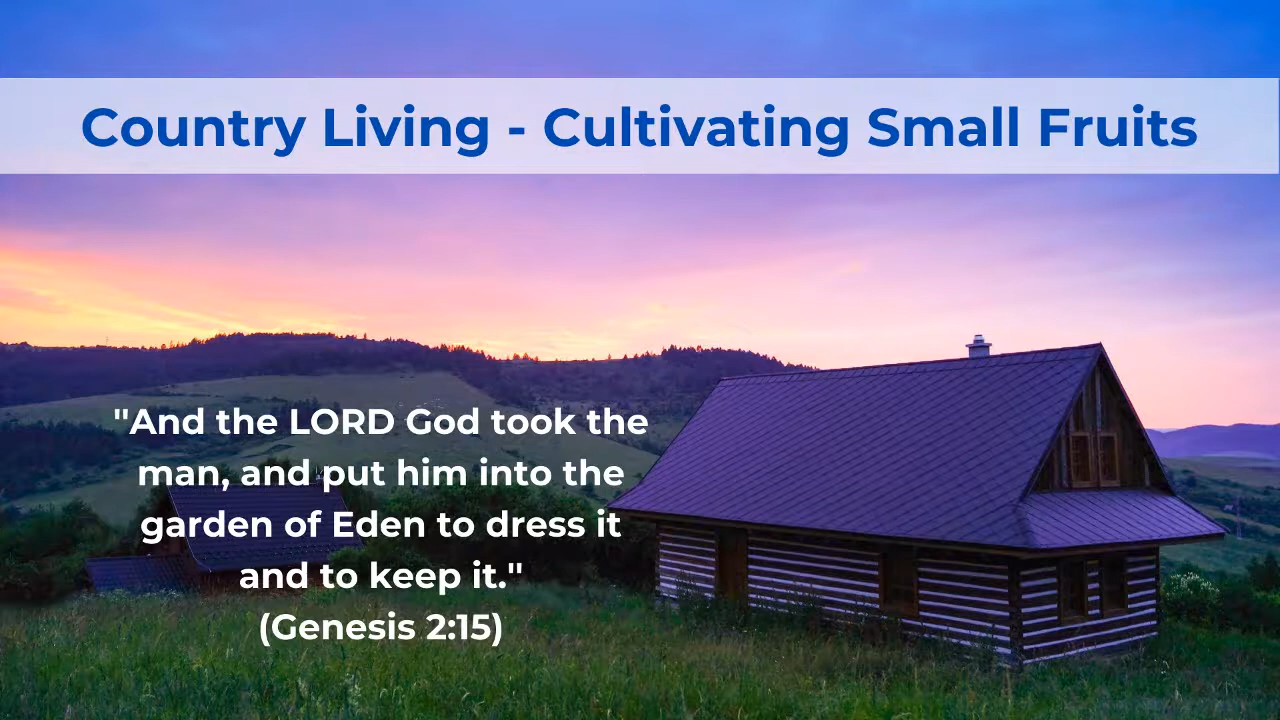 Country Living - Cultivating Small Fruits
"And the LORD God took the
man, and put him into the
garden of Eden to dress it
and to keep it."
(Genesis 2:15)